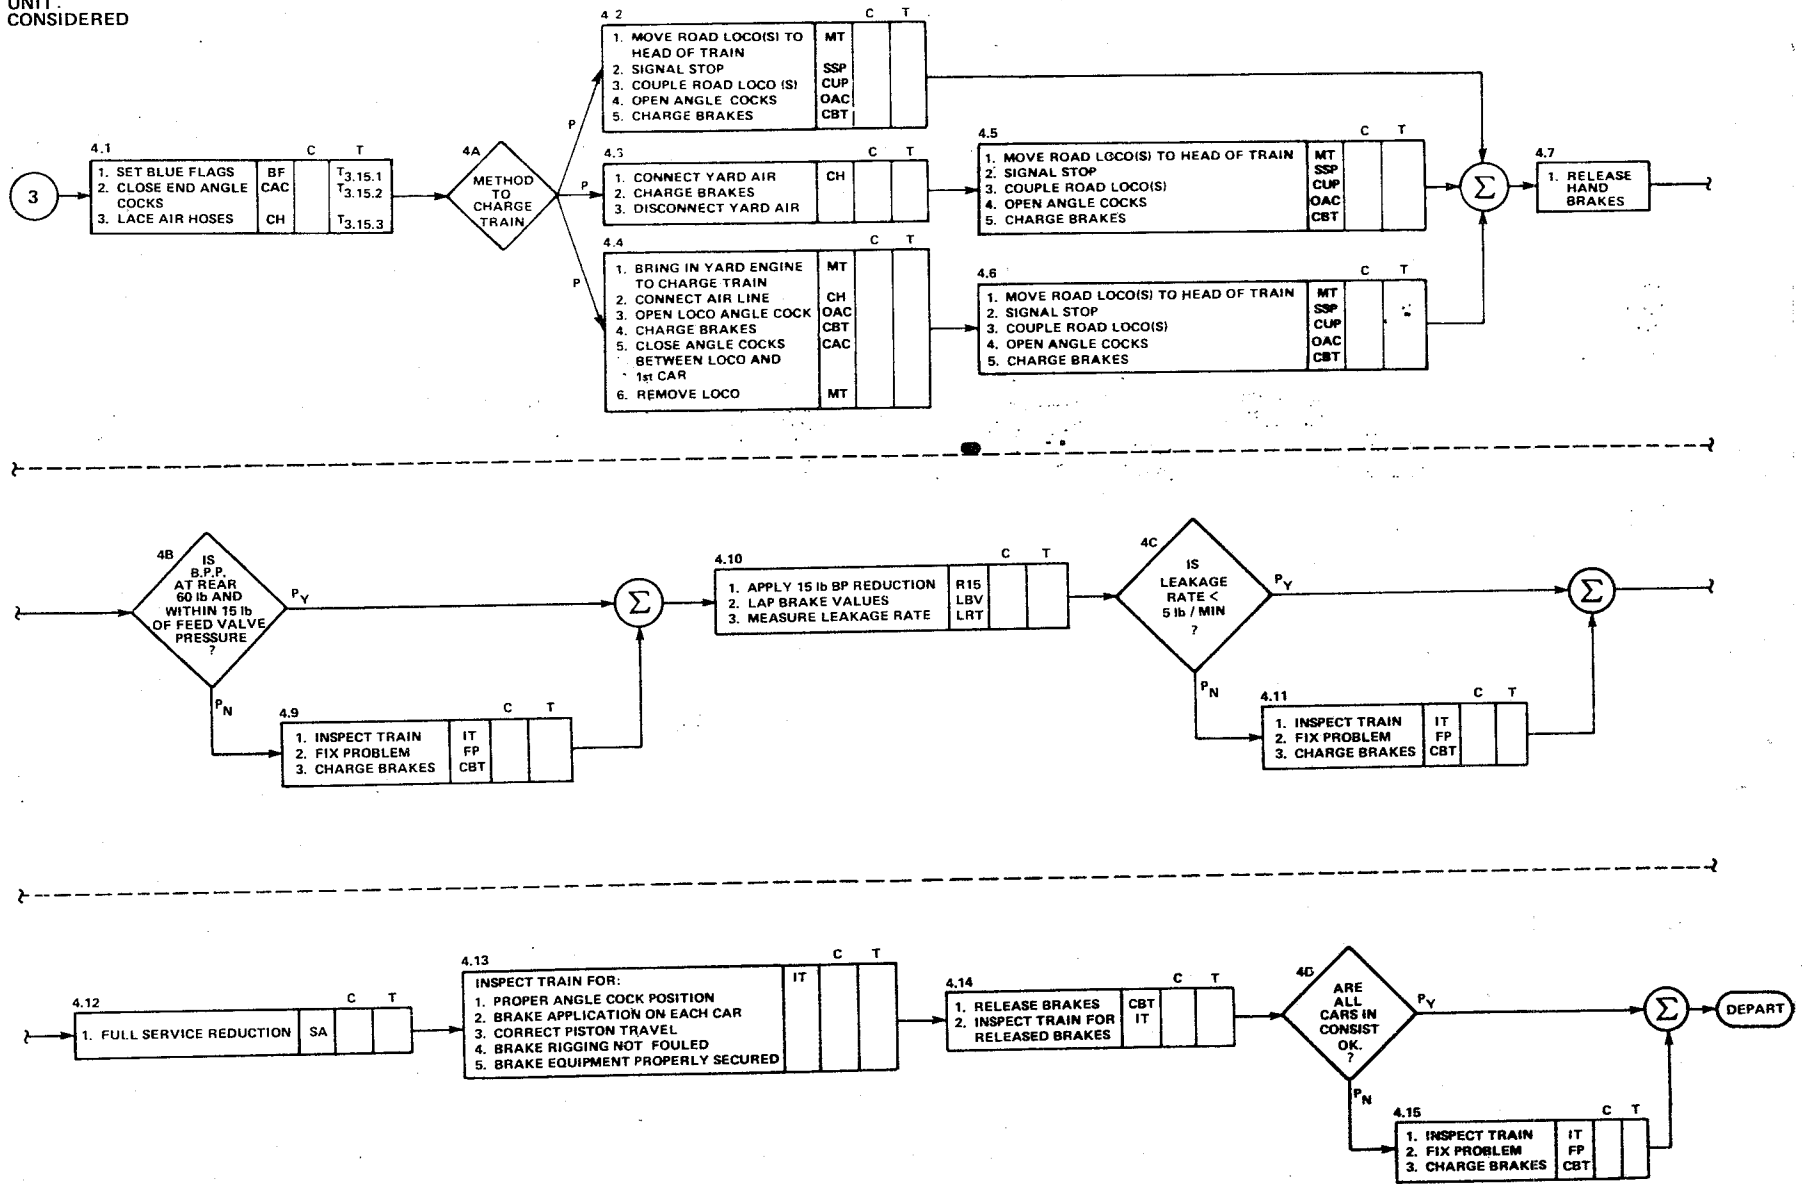 UNIT.
CONSIDERED
3
4.1
C T
1. SET BLUE FLAGS BF T3.15.1
2. CLOSE END ANGLE CAC T3.15.2
COCKS
3. LACE AIR HOSES CH T3.15.3
4A
METHOD
TO
CHARGE
TRAIN
P
P
P
4 2
C T
1. MOVE ROAD LOCO(S) TO MT
HEAD OF TRAIN
2. SIGNAL STOP SSP
3. COUPLE ROAD LOCO (S) CUP
4. OPEN ANGLE COCKS OAC
5. CHARGE BRAKES CBT
4.3
C T
1. CONNECT YARD AIR CH
2. CHARGE BRAKES
3. DISCONNECT YARD AIR
4.4
C T
1. BRING IN YARD ENGINE MT
TO CHARGE TRAIN
2. CONNECT AIR LINE CH
3. OPEN LOCO ANGLE COCK OAC
4. CHARGE BRAKES CBT
5. CLOSE ANGLE COCKS CAC
BETWEEN LOCO AND
1st CAR
6. REMOVE LOCO MT
4.5
C T
1. MOVE ROAD LOCO(S) TO HEAD OF TRAIN MT
2. SIGNAL STOP SSP
3. COUPLE ROAD LOCO(S) CUP
4. OPEN ANGLE COCKS OAC
5. CHARGE BRAKES CBT
4.6
C T
1. MOVE ROAD LOCO(S) TO HEAD OF TRAIN MT
2. SIGNAL STOP SSP
3. COUPLE ROAD LOCO(S) CUP
4. OPEN ANGLE COCKS OAC
5. CHARGE BRAKES CBT
Σ
4.7
1. RELEASE
HAND
BRAKES
4B
IS
B.P.P.
AT REAR
60 lb AND
WITHIN 15 lb
OF FEED VALVE
PRESSURE
?
PY
PN
4.9
C T
1. INSPECT TRAIN IT
2. FIX PROBLEM FP
3. CHARGE BRAKES CBT
Σ
4.10
C T
1. APPLY 15 lb BP REDUCTION R15
2. LAP BRAKE VALUES LBV
3. MEASURE LEAKAGE RATE LRT
4C
IS
LEAKAGE
RATE <
5 lb / MIN
?
PY
PN
4.11
C T
1. INSPECT TRAIN IT
2. FIX PROBLEM FP
3. CHARGE BRAKES CBT
Σ
4.12
C T
1. FULL SERVICE REDUCTION SA
4.13
C T
INSPECT TRAIN FOR: IT
1. PROPER ANGLE COCK POSITION
2. BRAKE APPLICATION ON EACH CAR
3. CORRECT PISTON TRAVEL
4. BRAKE RIGGING NOT FOULED
5. BRAKE EQUIPMENT PROPERLY SECURED
4.14
C T
1. RELEASE BRAKES CBT
2. INSPECT TRAIN FOR IT
RELEASED BRAKES
4D
ARE
ALL
CARS IN
CONSIST
OK.
?
PY
PN
4.15
C T
1. INSPECT TRAIN IT
2. FIX PROBLEM FP
3. CHARGE BRAKES CBT
Σ
DEPART